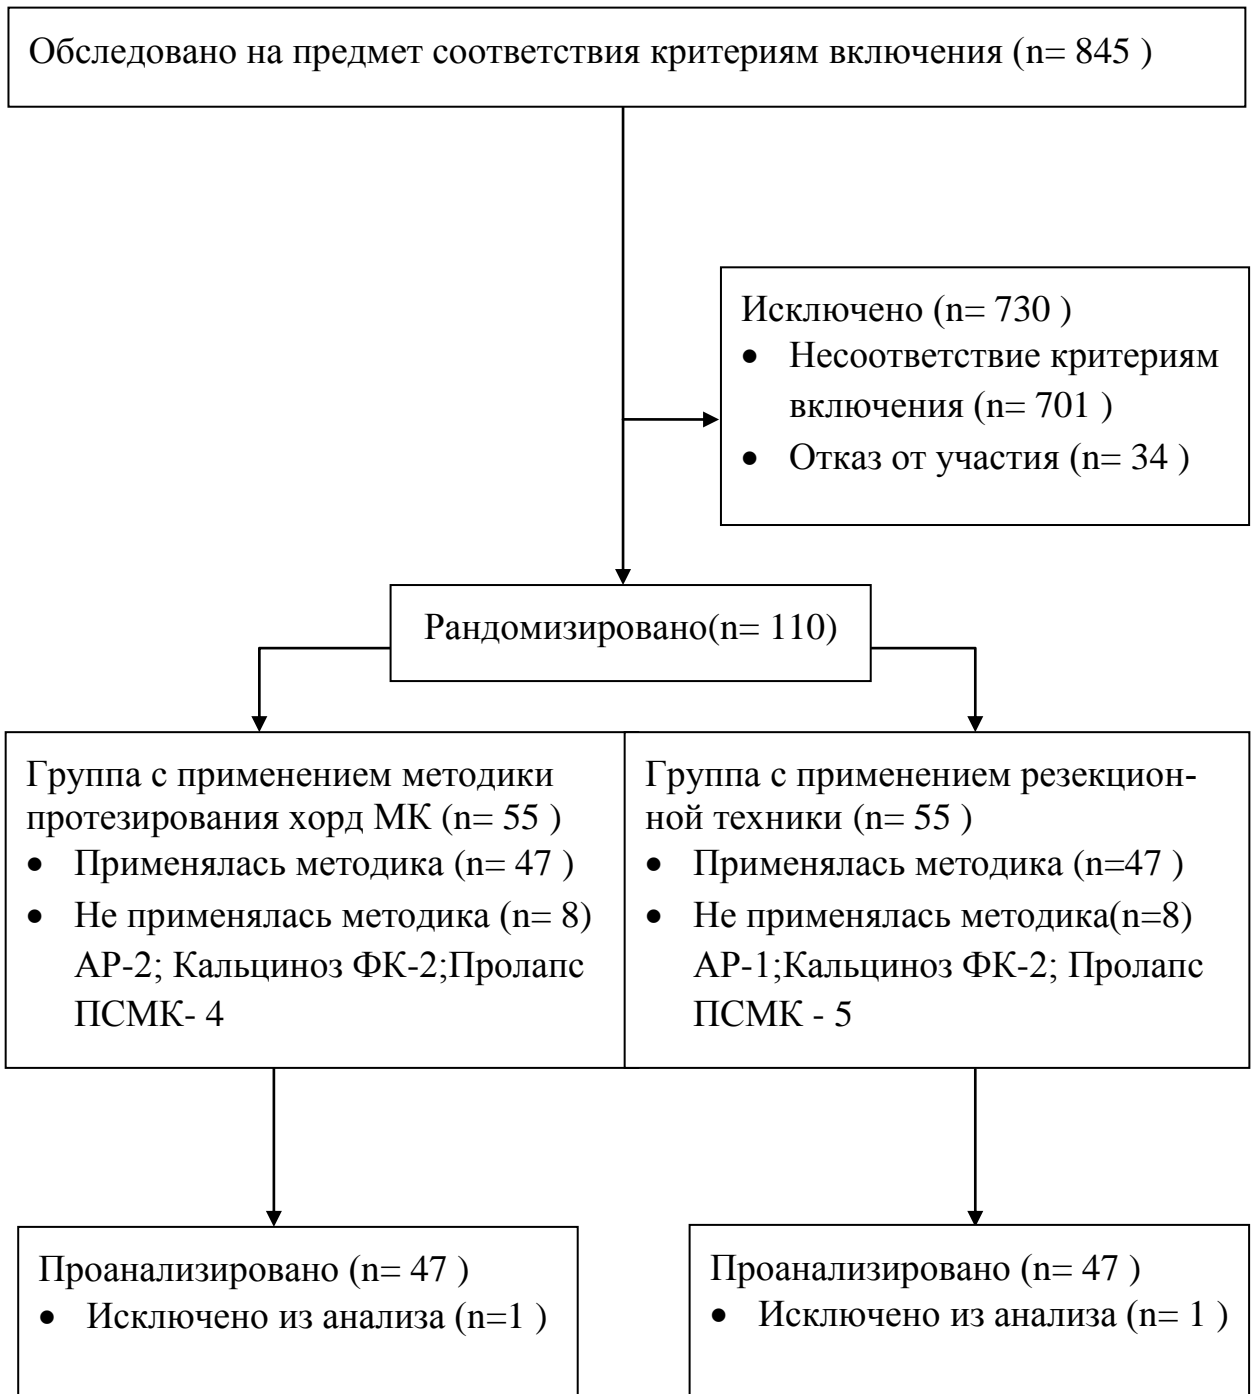 Обследовано на предмет соответствия критериям включения (n= 845 )
Исключено (n= 730 )
• Несоответствие критериям
включения (n= 701 )
• Отказ от участия (n= 34 )
Рандомизировано(n= 110)
Группа с применением методики
протезирования хорд МК (n= 55 )
• Применялась методика (n= 47 )
• Не применялась методика (n= 8)
АР-2; Кальциноз ФК-2;Пролапс
ПСМК- 4
Группа с применением резекцион-
ной техники (n= 55 )
• Применялась методика (n=47 )
• Не применялась методика(n=8)
АР-1;Кальциноз ФК-2; Пролапс
ПСМК - 5
Проанализировано (n= 47 )
• Исключено из анализа (n=1 )
Проанализировано (n= 47 )
• Исключено из анализа (n= 1 )